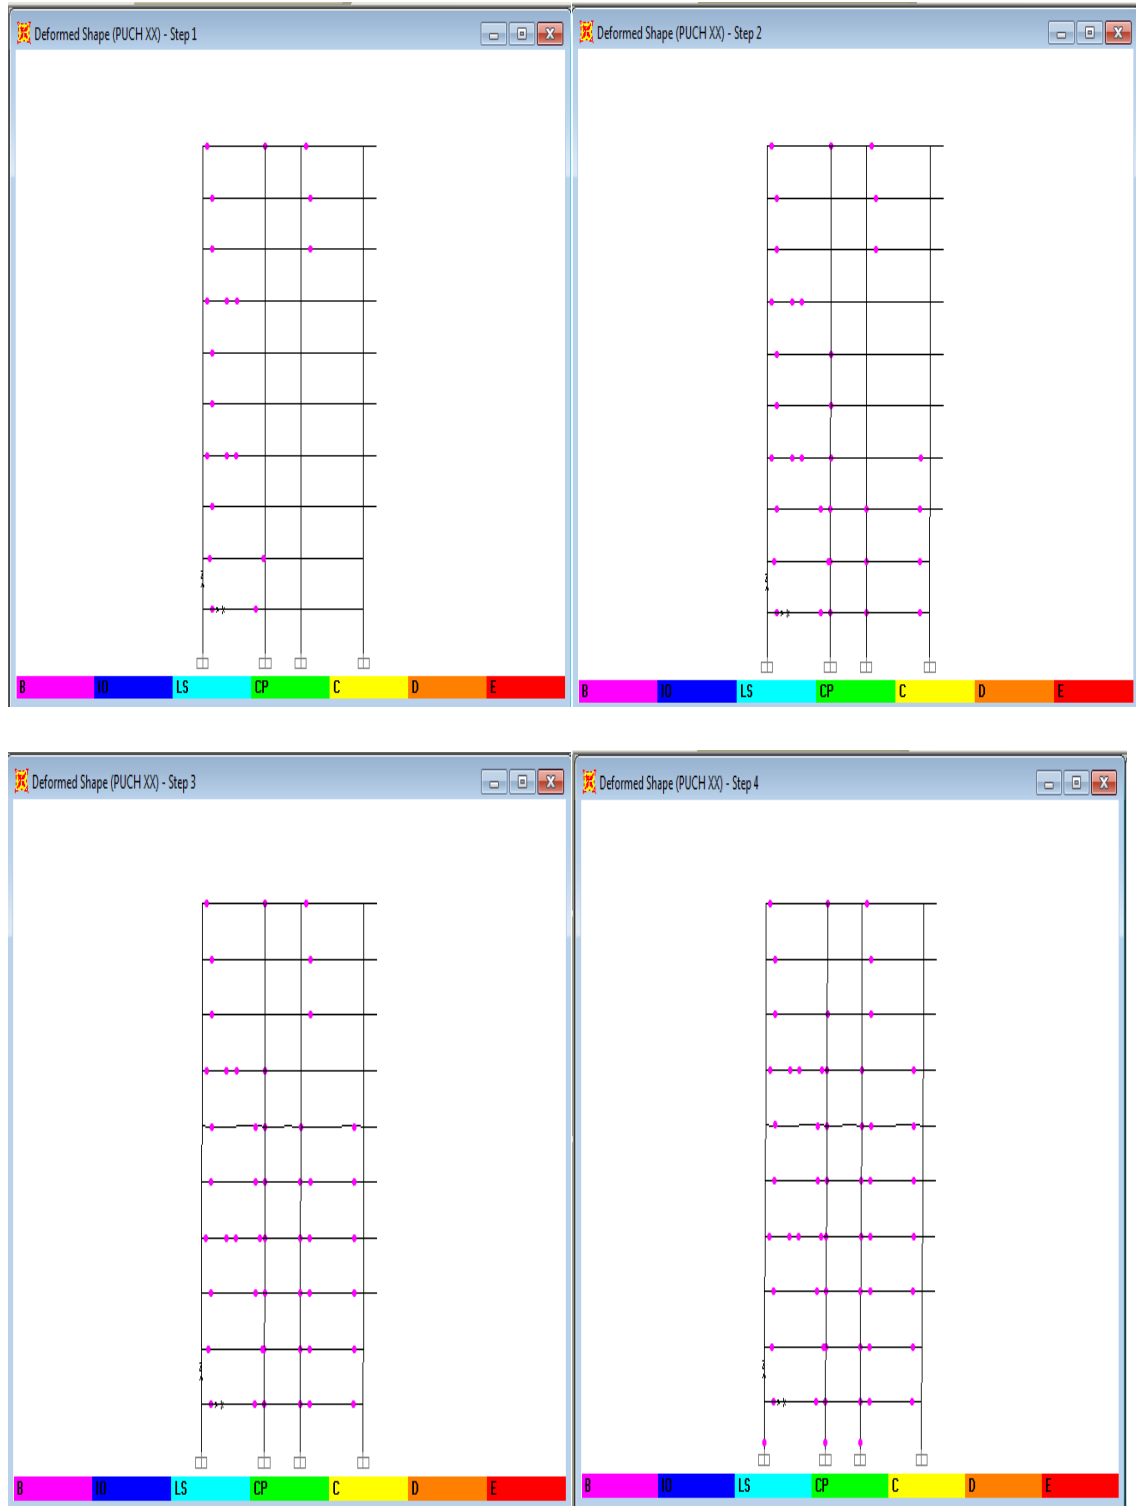 Deformed Shape (PUCH XX) - Step 1
B IO LS CP C D E
Deformed Shape (PUCH XX) - Step 2
B IO LS CP C D E
Deformed Shape (PUCH XX) - Step 3
B IO LS CP C D E
Deformed Shape (PUCH XX) - Step 4
B IO LS CP C D E